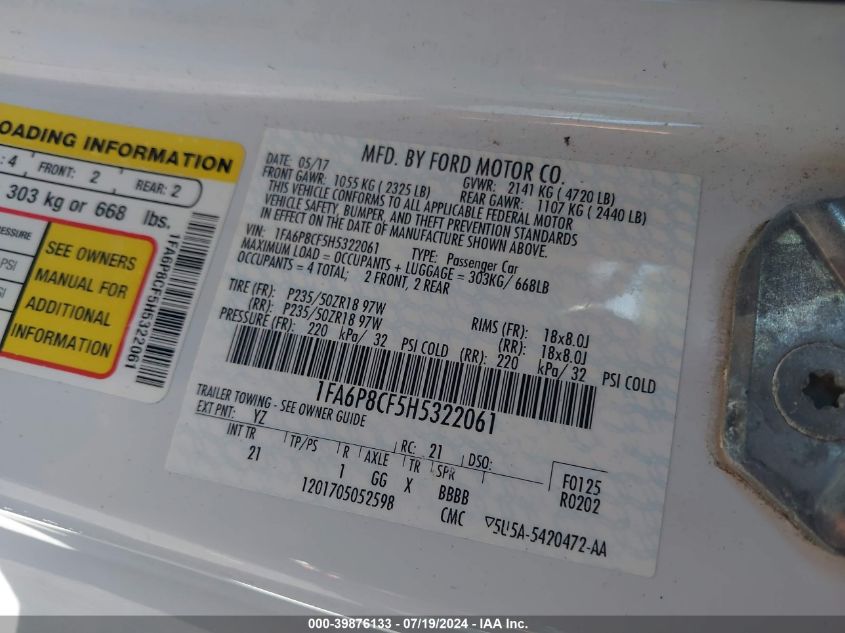 OADING INFORMATION
: 4 FRONT: 2 REAR: 2
303 kg or 668 lbs.
SEE OWNERS
MANUAL FOR
ADDITIONAL
INFORMATION
PSI
1FA6P8CF5H5322061
MFD. BY FORD MOTOR CO.
DATE: 05/17 GVWR: 2141 KG ( 4720 LB)
FRONT GAWR: 1055 KG ( 2325 LB) REAR GAWR: 1107 KG ( 2440 LB)
THIS VEHICLE CONFORMS TO ALL APPLICABLE FEDERAL MOTOR
VEHICLE SAFETY, BUMPER, AND THEFT PREVENTION STANDARDS
IN EFFECT ON THE DATE OF MANUFACTURE SHOWN ABOVE.
VIN: 1FA6P8CF5H5322061 TYPE: Passenger Car
MAXIMUM LOAD = OCCUPANTS + LUGGAGE = 303KG/ 668LB
OCCUPANTS = 4 TOTAL; 2 FRONT, 2 REAR
TIRE (FR): P235/50ZR18 97W RIMS (FR): 18x8.0J
(RR): P235/50ZR18 97W (RR): 18x8.0J
PRESSURE (FR): 220 kPa/ 32 PSI COLD (RR): 220 kPa/ 32 PSI COLD
1FA6P8CF5H5322061
TRAILER TOWING - SEE OWNER GUIDE
EXT PNT: YZ RC: 21 DSO:
INT TR TP/PS R AXLE TR SPR F0125
21 1 GG X BBBB R0202
1201705052598 CMC 5U5A-5420472-AA
000-39876133 - 07/19/2024 - IAA Inc.